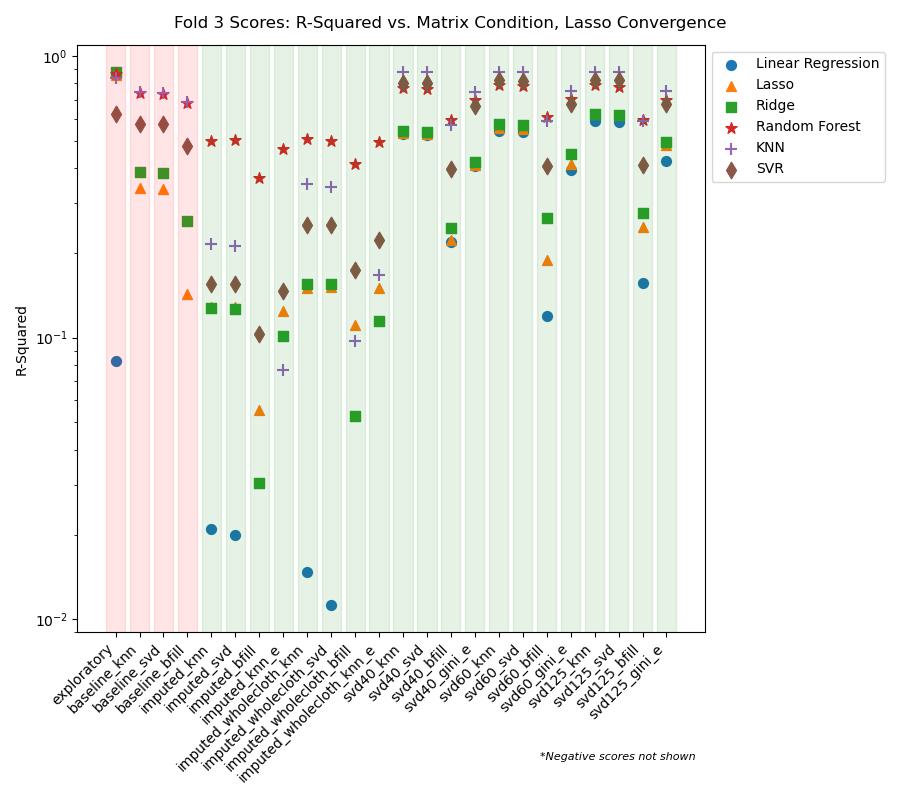 Fold 3 Scores: R-Squared vs. Matrix Condition, Lasso Convergence
10⁰
10⁻¹
10⁻²
R-Squared
Linear Regression
Lasso
Ridge
Random Forest
KNN
SVR
exploratory
baseline_knn
baseline_svd
baseline_bfill
imputed_knn
imputed_svd
imputed_bfill
imputed_knn_e
imputed_wholecloth_knn
imputed_wholecloth_svd
imputed_wholecloth_bfill
imputed_wholecloth_knn_e
svd40_knn
svd40_svd
svd40_bfill
svd40_gini_e
svd60_knn
svd60_svd
svd60_bfill
svd60_gini_e
svd125_knn
svd125_svd
svd125_bfill
svd125_gini_e
*Negative scores not shown